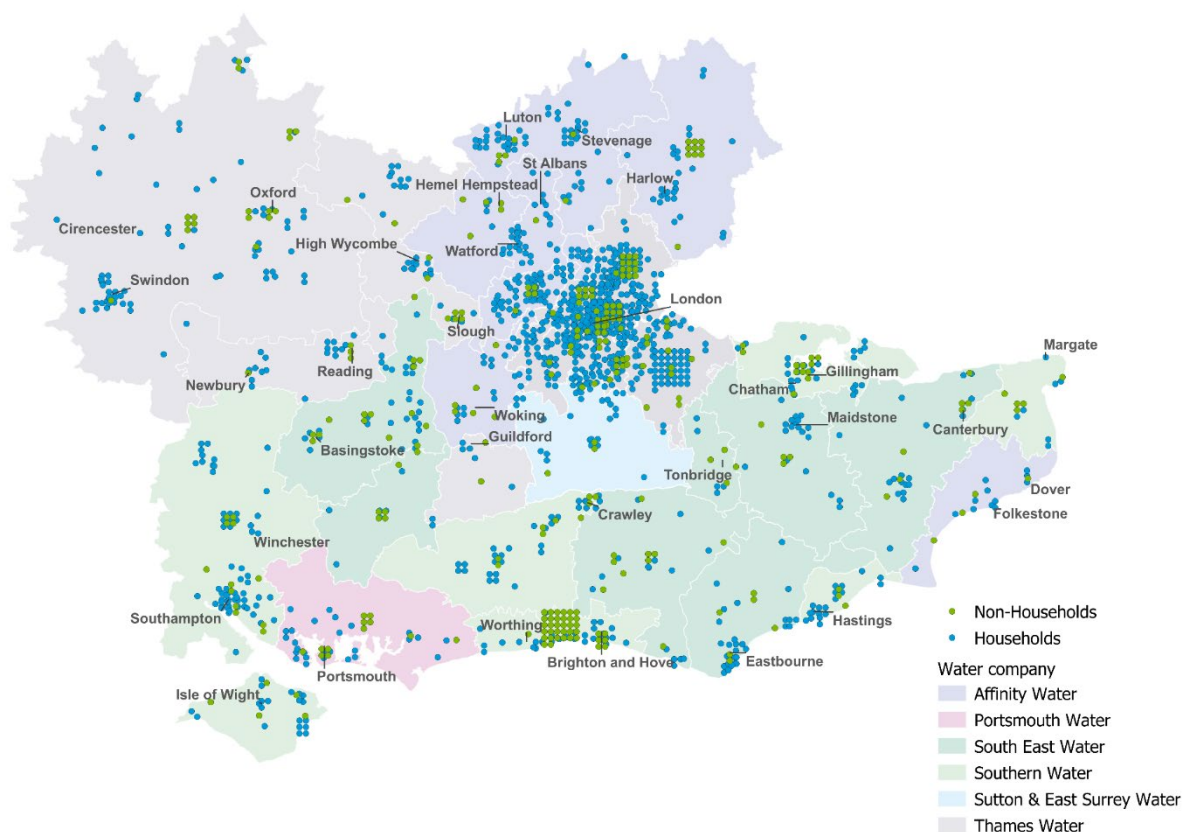 Luton
Stevenage
St Albans
Hemel Hempstead
Harlow
Oxford
Cirencester
High Wycombe
Watford
Swindon
London
Slough
Margate
Newbury
Reading
Gillingham
Chatham
Woking
Maidstone
Guildford
Canterbury
Basingstoke
Tonbridge
Dover
Crawley
Folkestone
Winchester
Non-Households
Southampton
Worthing
Hastings
Households
Brighton and Hove
Eastbourne
Water company
Portsmouth
Isle of Wight
Affinity Water
Portsmouth Water
South East Water
Southern Water
Sutton & East Surrey Water
Thames Water